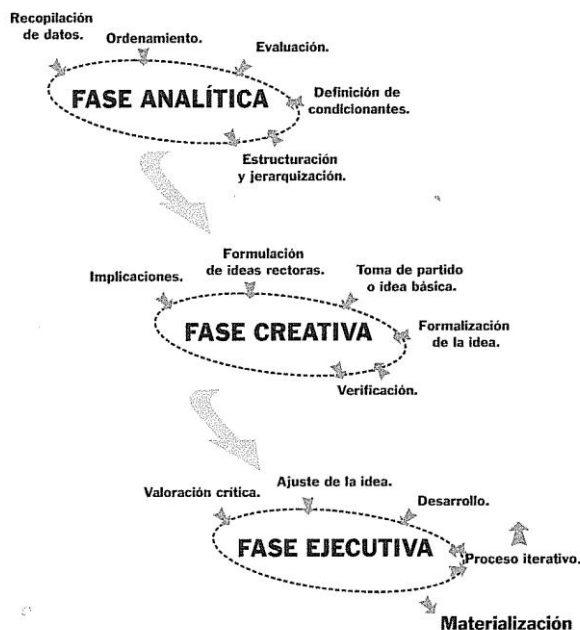 Recopilación
de datos.
Ordenamiento.
Evaluación.
FASE ANALÍTICA
Definición de
condicionantes.
Estructuración
y jerarquización.
Formulación
de ideas rectoras.
Implicaciones.
Toma de partido
o idea básica.
FASE CREATIVA
Formalización
de la idea.
Verificación.
Valoración crítica.
Ajuste de la idea.
Desarrollo.
FASE EJECUTIVA
Proceso iterativo.
Materialización